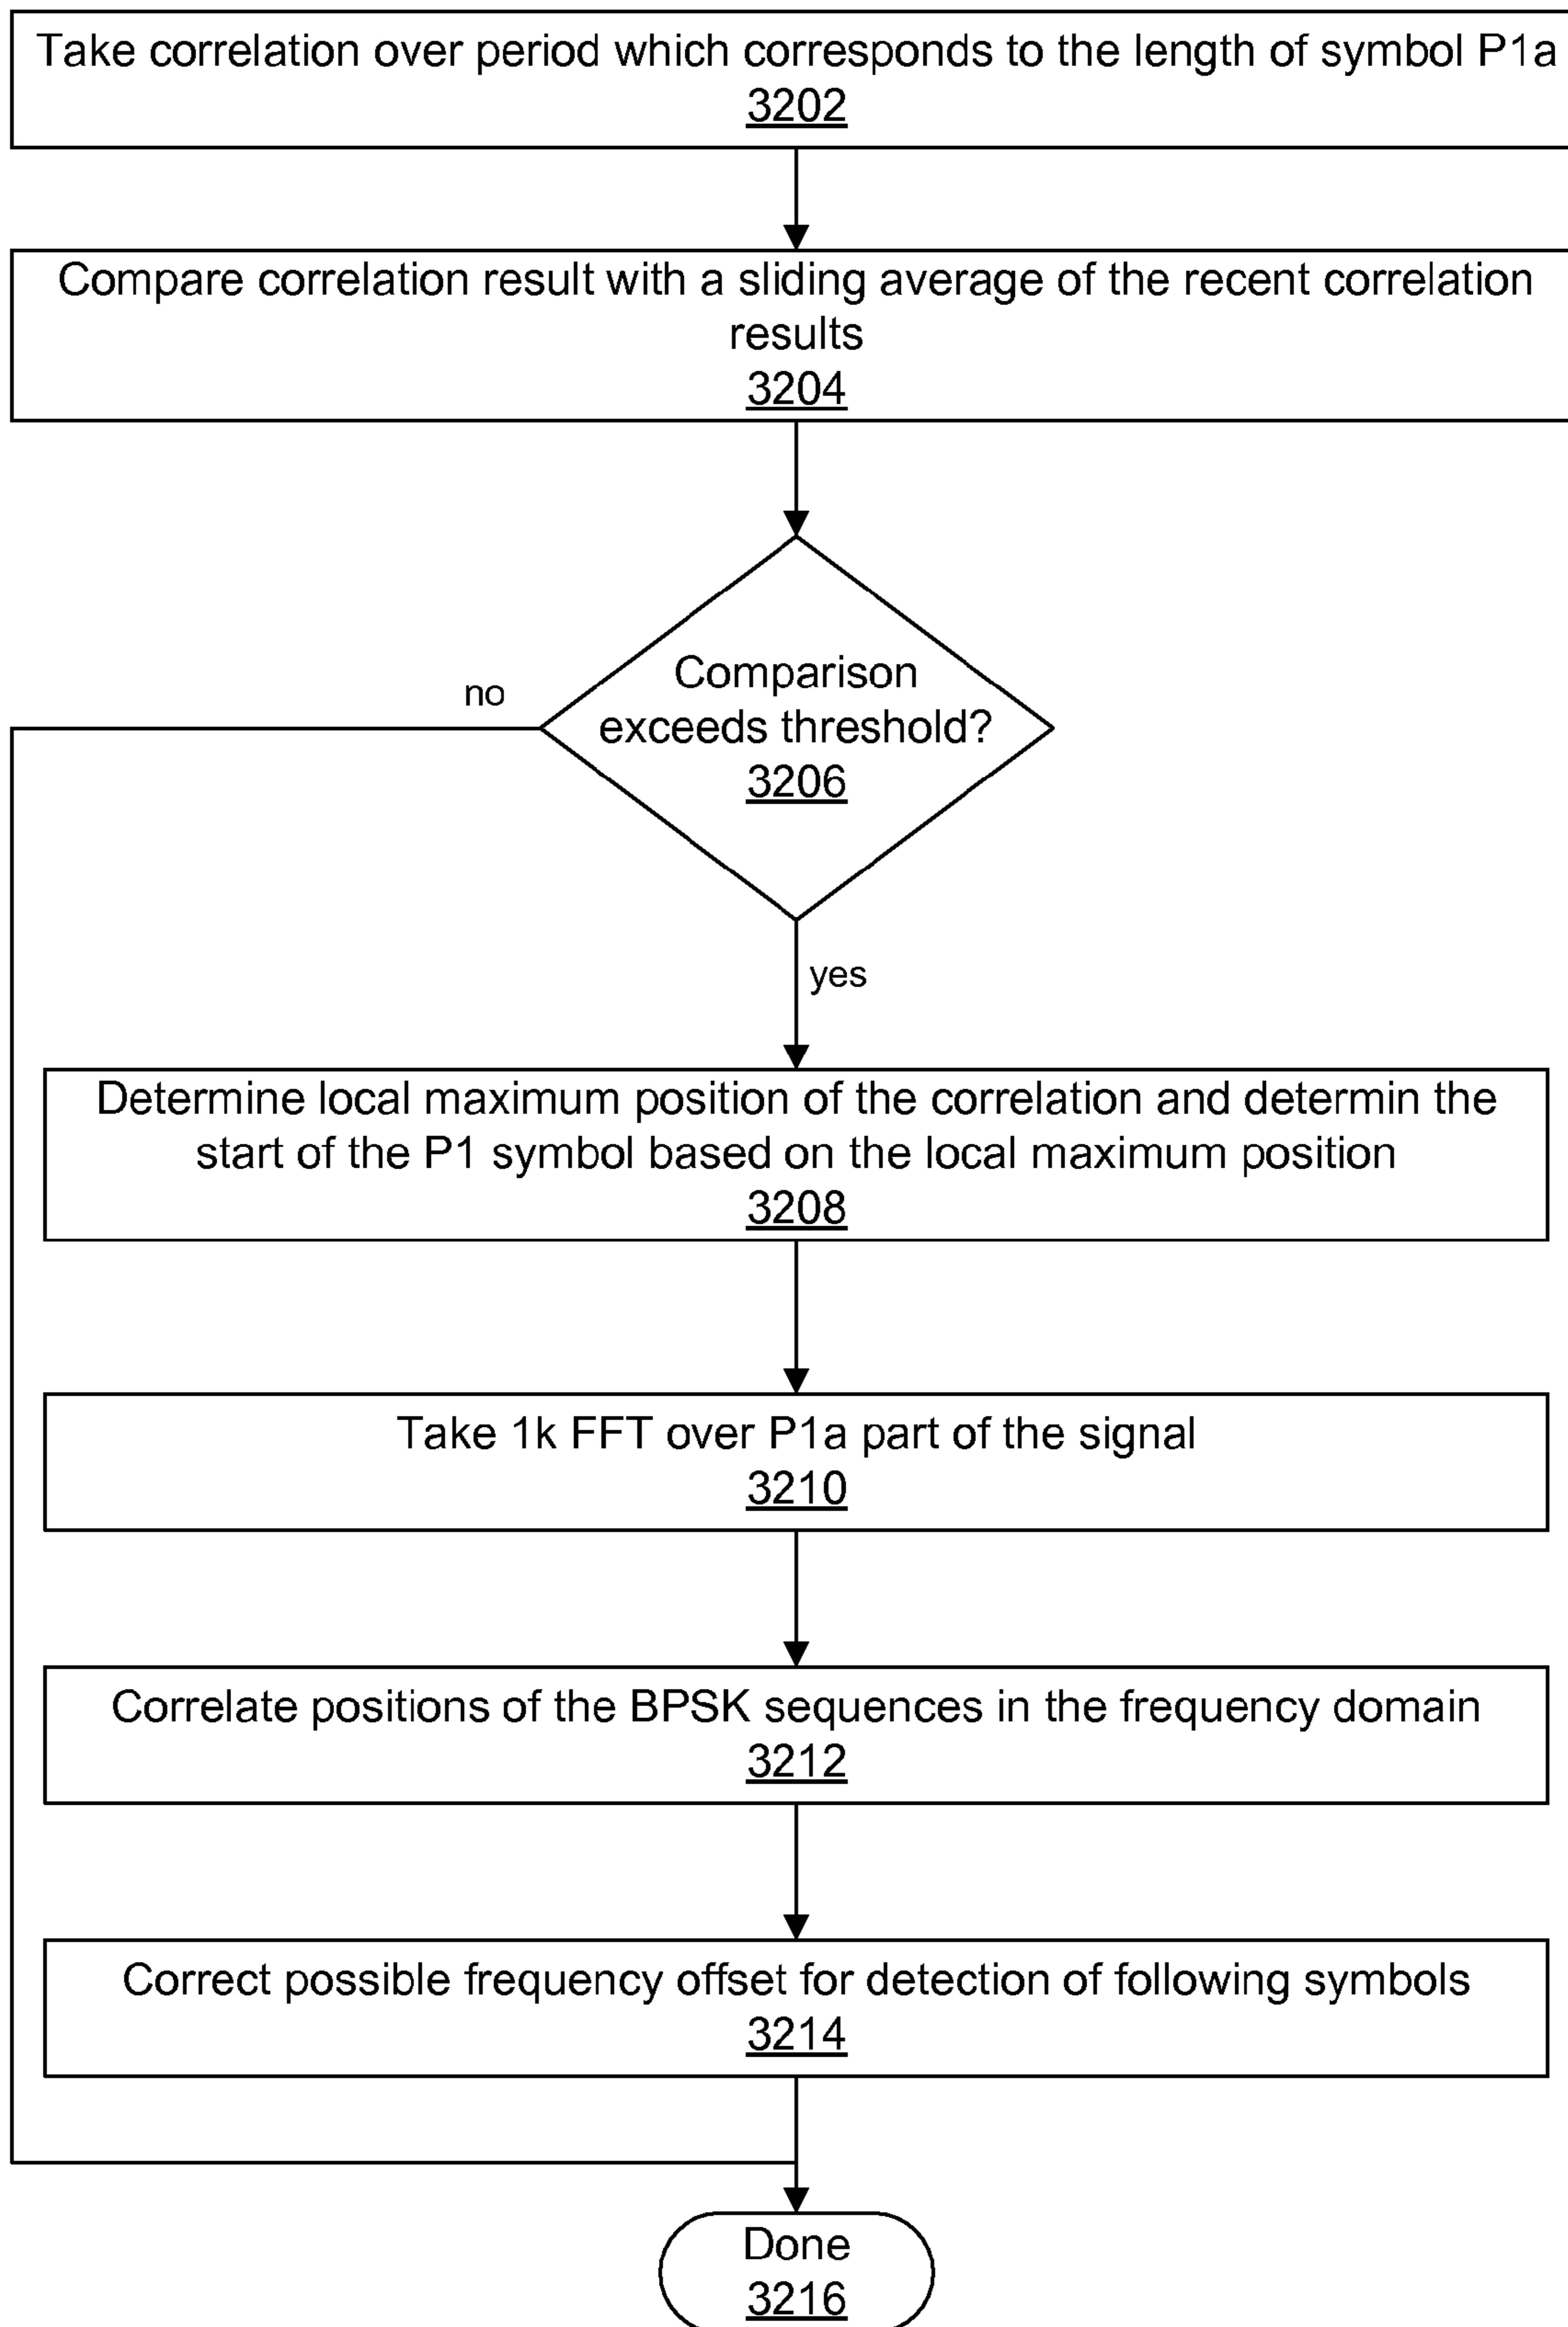 Take correlation over period which corresponds to the length of symbol P1a
3202
Compare correlation result with a sliding average of the recent correlation
results
3204
Comparison
exceeds threshold?
3206
no
yes
Determine local maximum position of the correlation and determin the
start of the P1 symbol based on the local maximum position
3208
Take 1k FFT over P1a part of the signal
3210
Correlate positions of the BPSK sequences in the frequency domain
3212
Correct possible frequency offset for detection of following symbols
3214
Done
3216